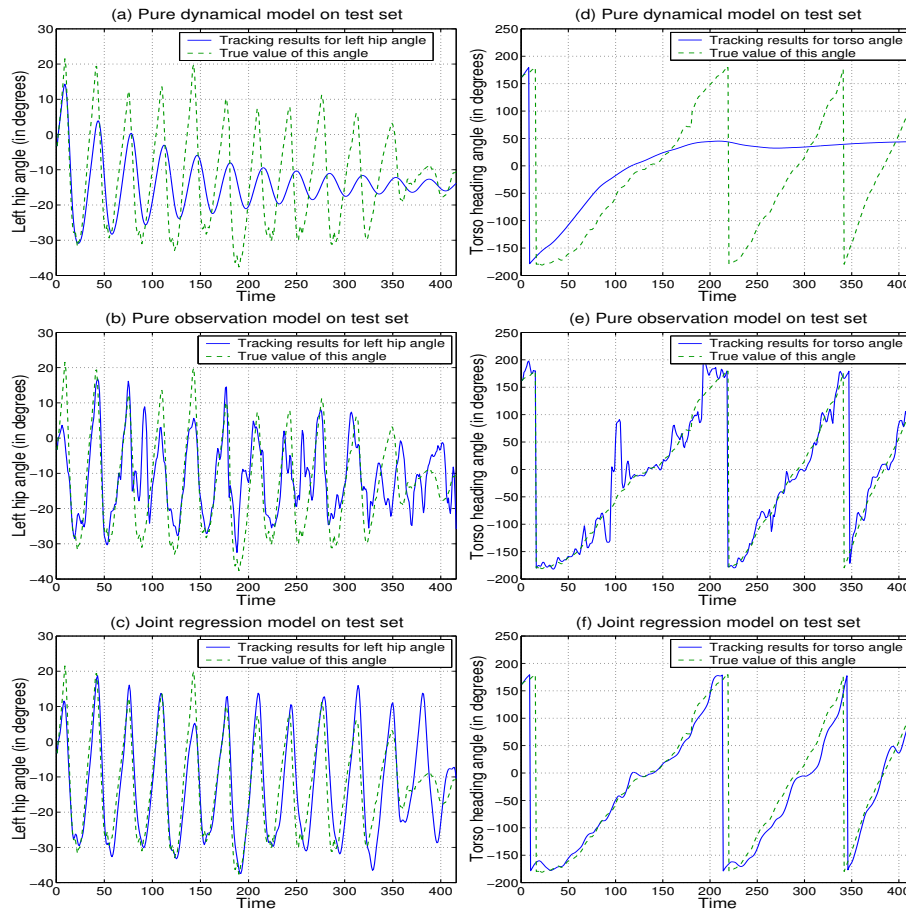 (a) Pure dynamical model on test set
Tracking results for left hip angle
True value of this angle
Left hip angle (in degrees)
30
20
10
0
−10
−20
−30
−40
0 50 100 150 200 250 300 350 400
Time
(d) Pure dynamical model on test set
Tracking results for torso angle
True value of this angle
Torso heading angle (in degrees)
250
200
150
100
50
0
−50
−100
−150
−200
0 50 100 150 200 250 300 350 400
Time
(b) Pure observation model on test set
Tracking results for left hip angle
True value of this angle
Left hip angle (in degrees)
30
20
10
0
−10
−20
−30
−40
0 50 100 150 200 250 300 350 400
Time
(e) Pure observation model on test set
Tracking results for torso angle
True value of this angle
Torso heading angle (in degrees)
250
200
150
100
50
0
−50
−100
−150
−200
0 50 100 150 200 250 300 350 400
Time
(c) Joint regression model on test set
Tracking results for left hip angle
True value of this angle
Left hip angle (in degrees)
30
20
10
0
−10
−20
−30
−40
0 50 100 150 200 250 300 350 400
Time
(f) Joint regression model on test set
Tracking results for torso angle
True value of this angle
Torso heading angle (in degrees)
250
200
150
100
50
0
−50
−100
−150
−200
0 50 100 150 200 250 300 350 400
Time